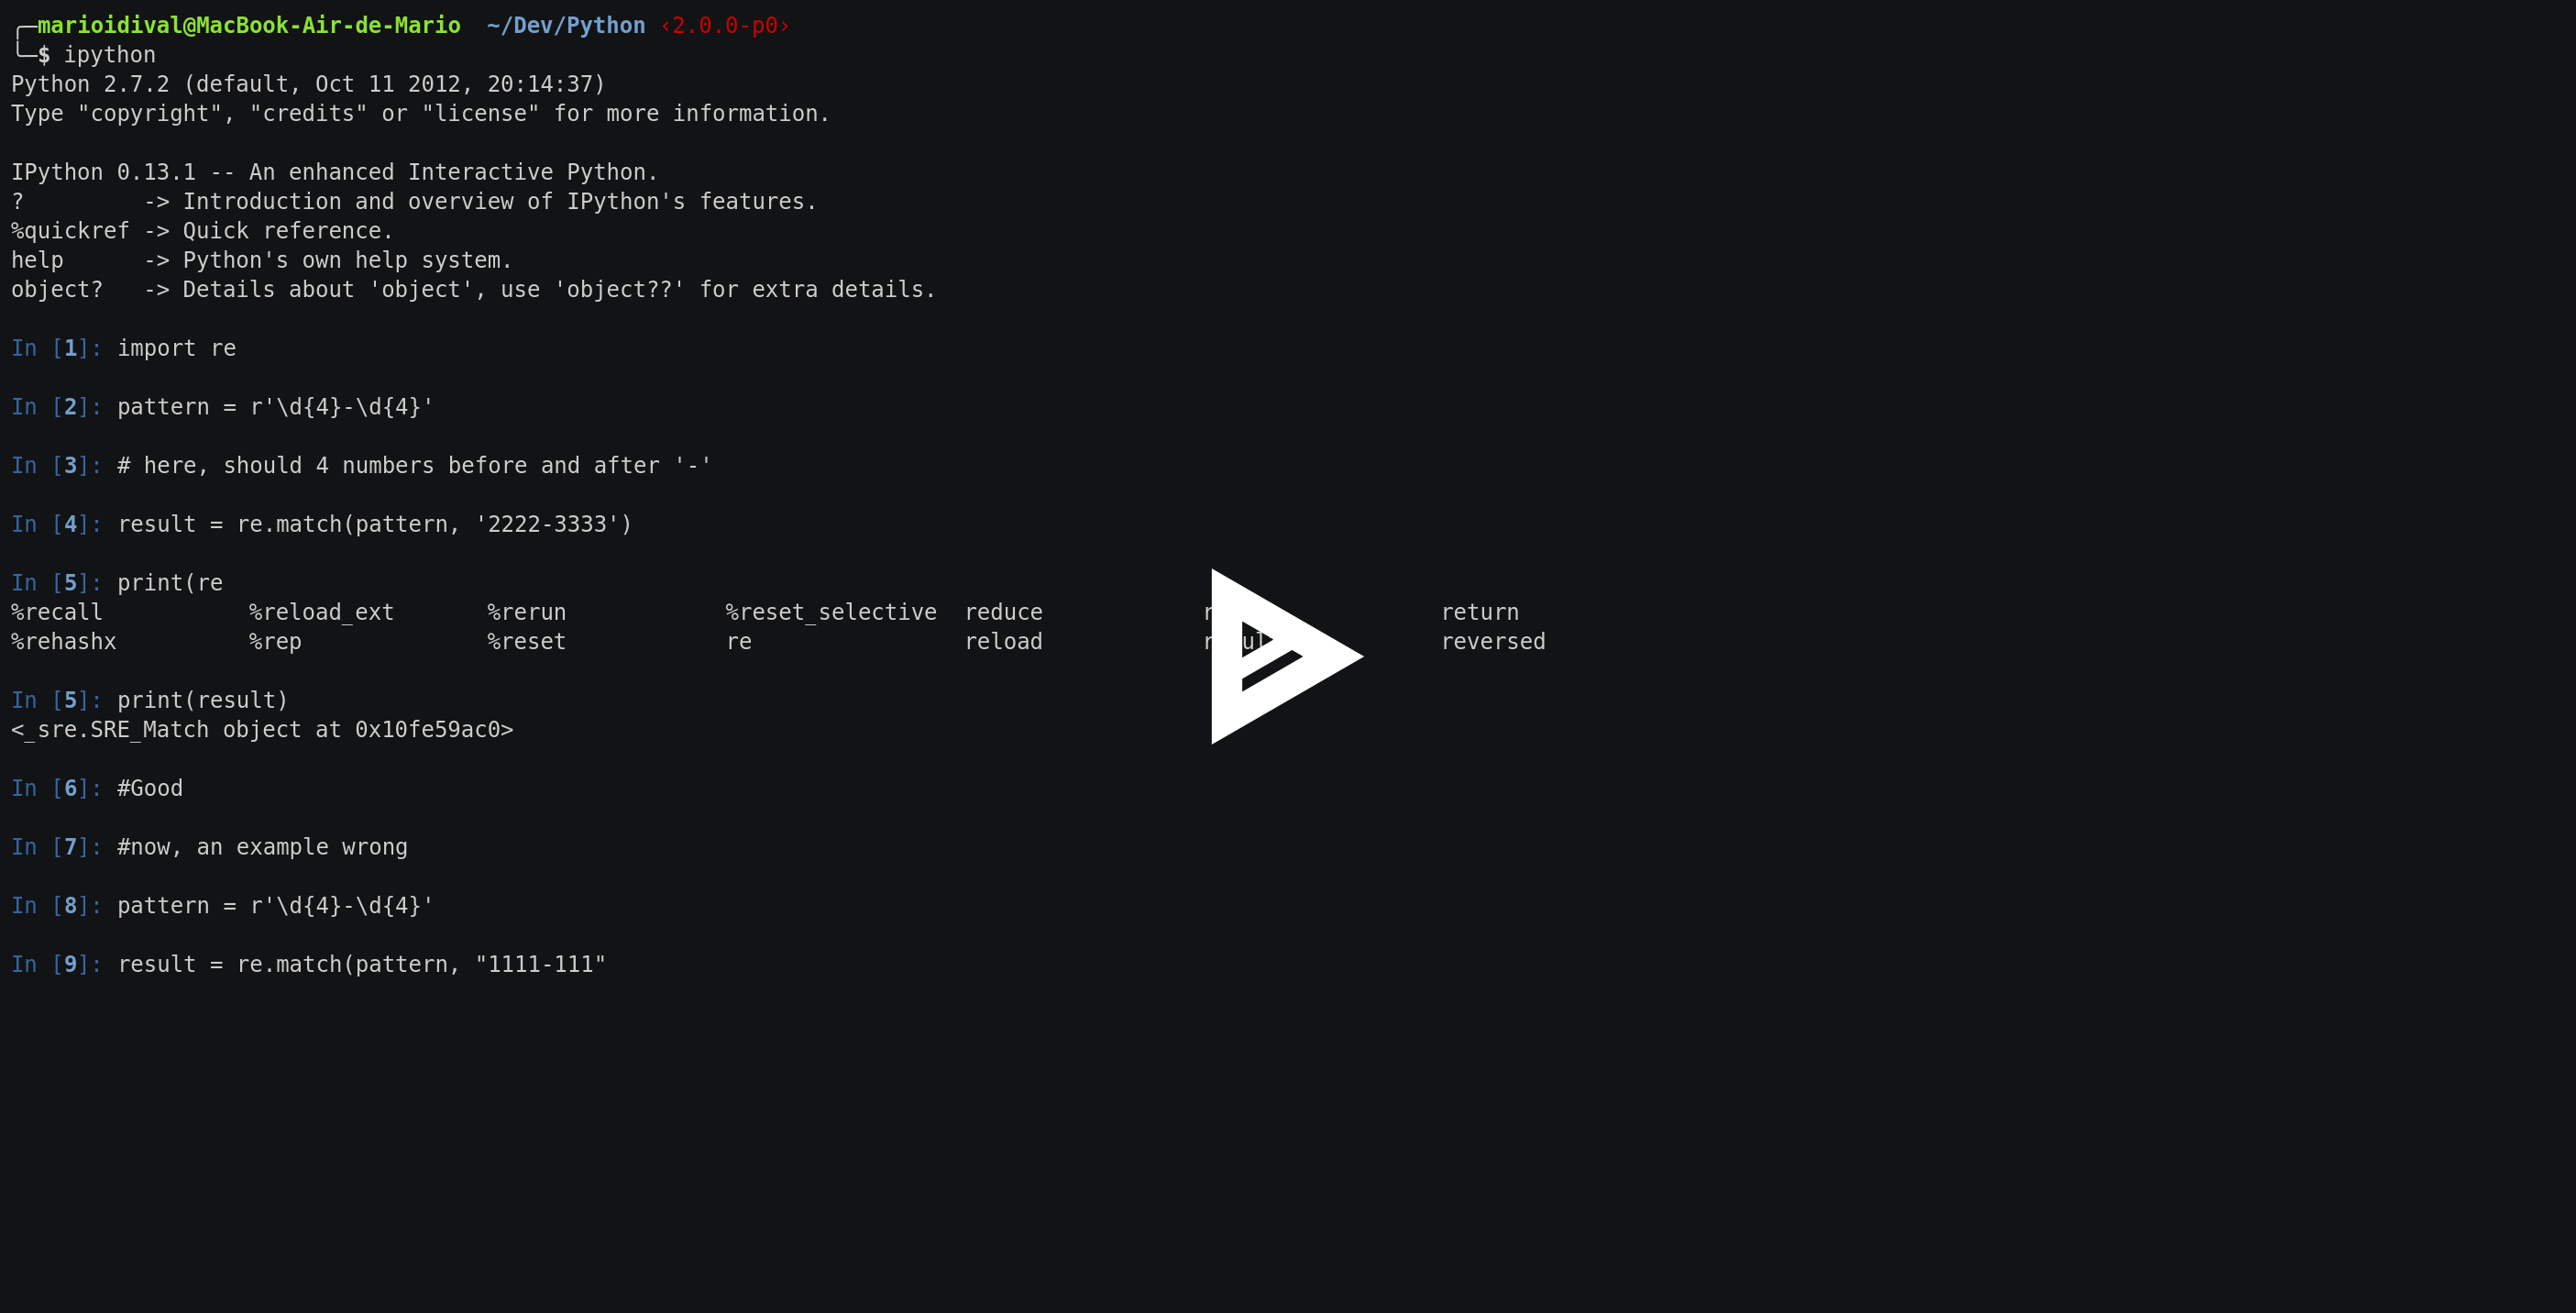 ╭─marioidival@MacBook-Air-de-Mario  ~/Dev/Python ‹2.0.0-p0›
╰─$ ipython
Python 2.7.2 (default, Oct 11 2012, 20:14:37)
Type "copyright", "credits" or "license" for more information.
IPython 0.13.1 -- An enhanced Interactive Python.
?         -> Introduction and overview of IPython's features.
%quickref -> Quick reference.
help      -> Python's own help system.
object?   -> Details about 'object', use 'object??' for extra details.
In [1]: import re
In [2]: pattern = r'\d{4}-\d{4}'
In [3]: # here, should 4 numbers before and after '-'
In [4]: result = re.match(pattern, '2222-3333')
In [5]: print(re
%recall           %reload_ext       %rerun            %reset_selective  reduce            return
%rehashx          %rep              %reset            re                reload            reversed
In [5]: print(result)
<_sre.SRE_Match object at 0x10fe59ac0>
In [6]: #Good
In [7]: #now, an example wrong
In [8]: pattern = r'\d{4}-\d{4}'
In [9]: result = re.match(pattern, "1111-111"